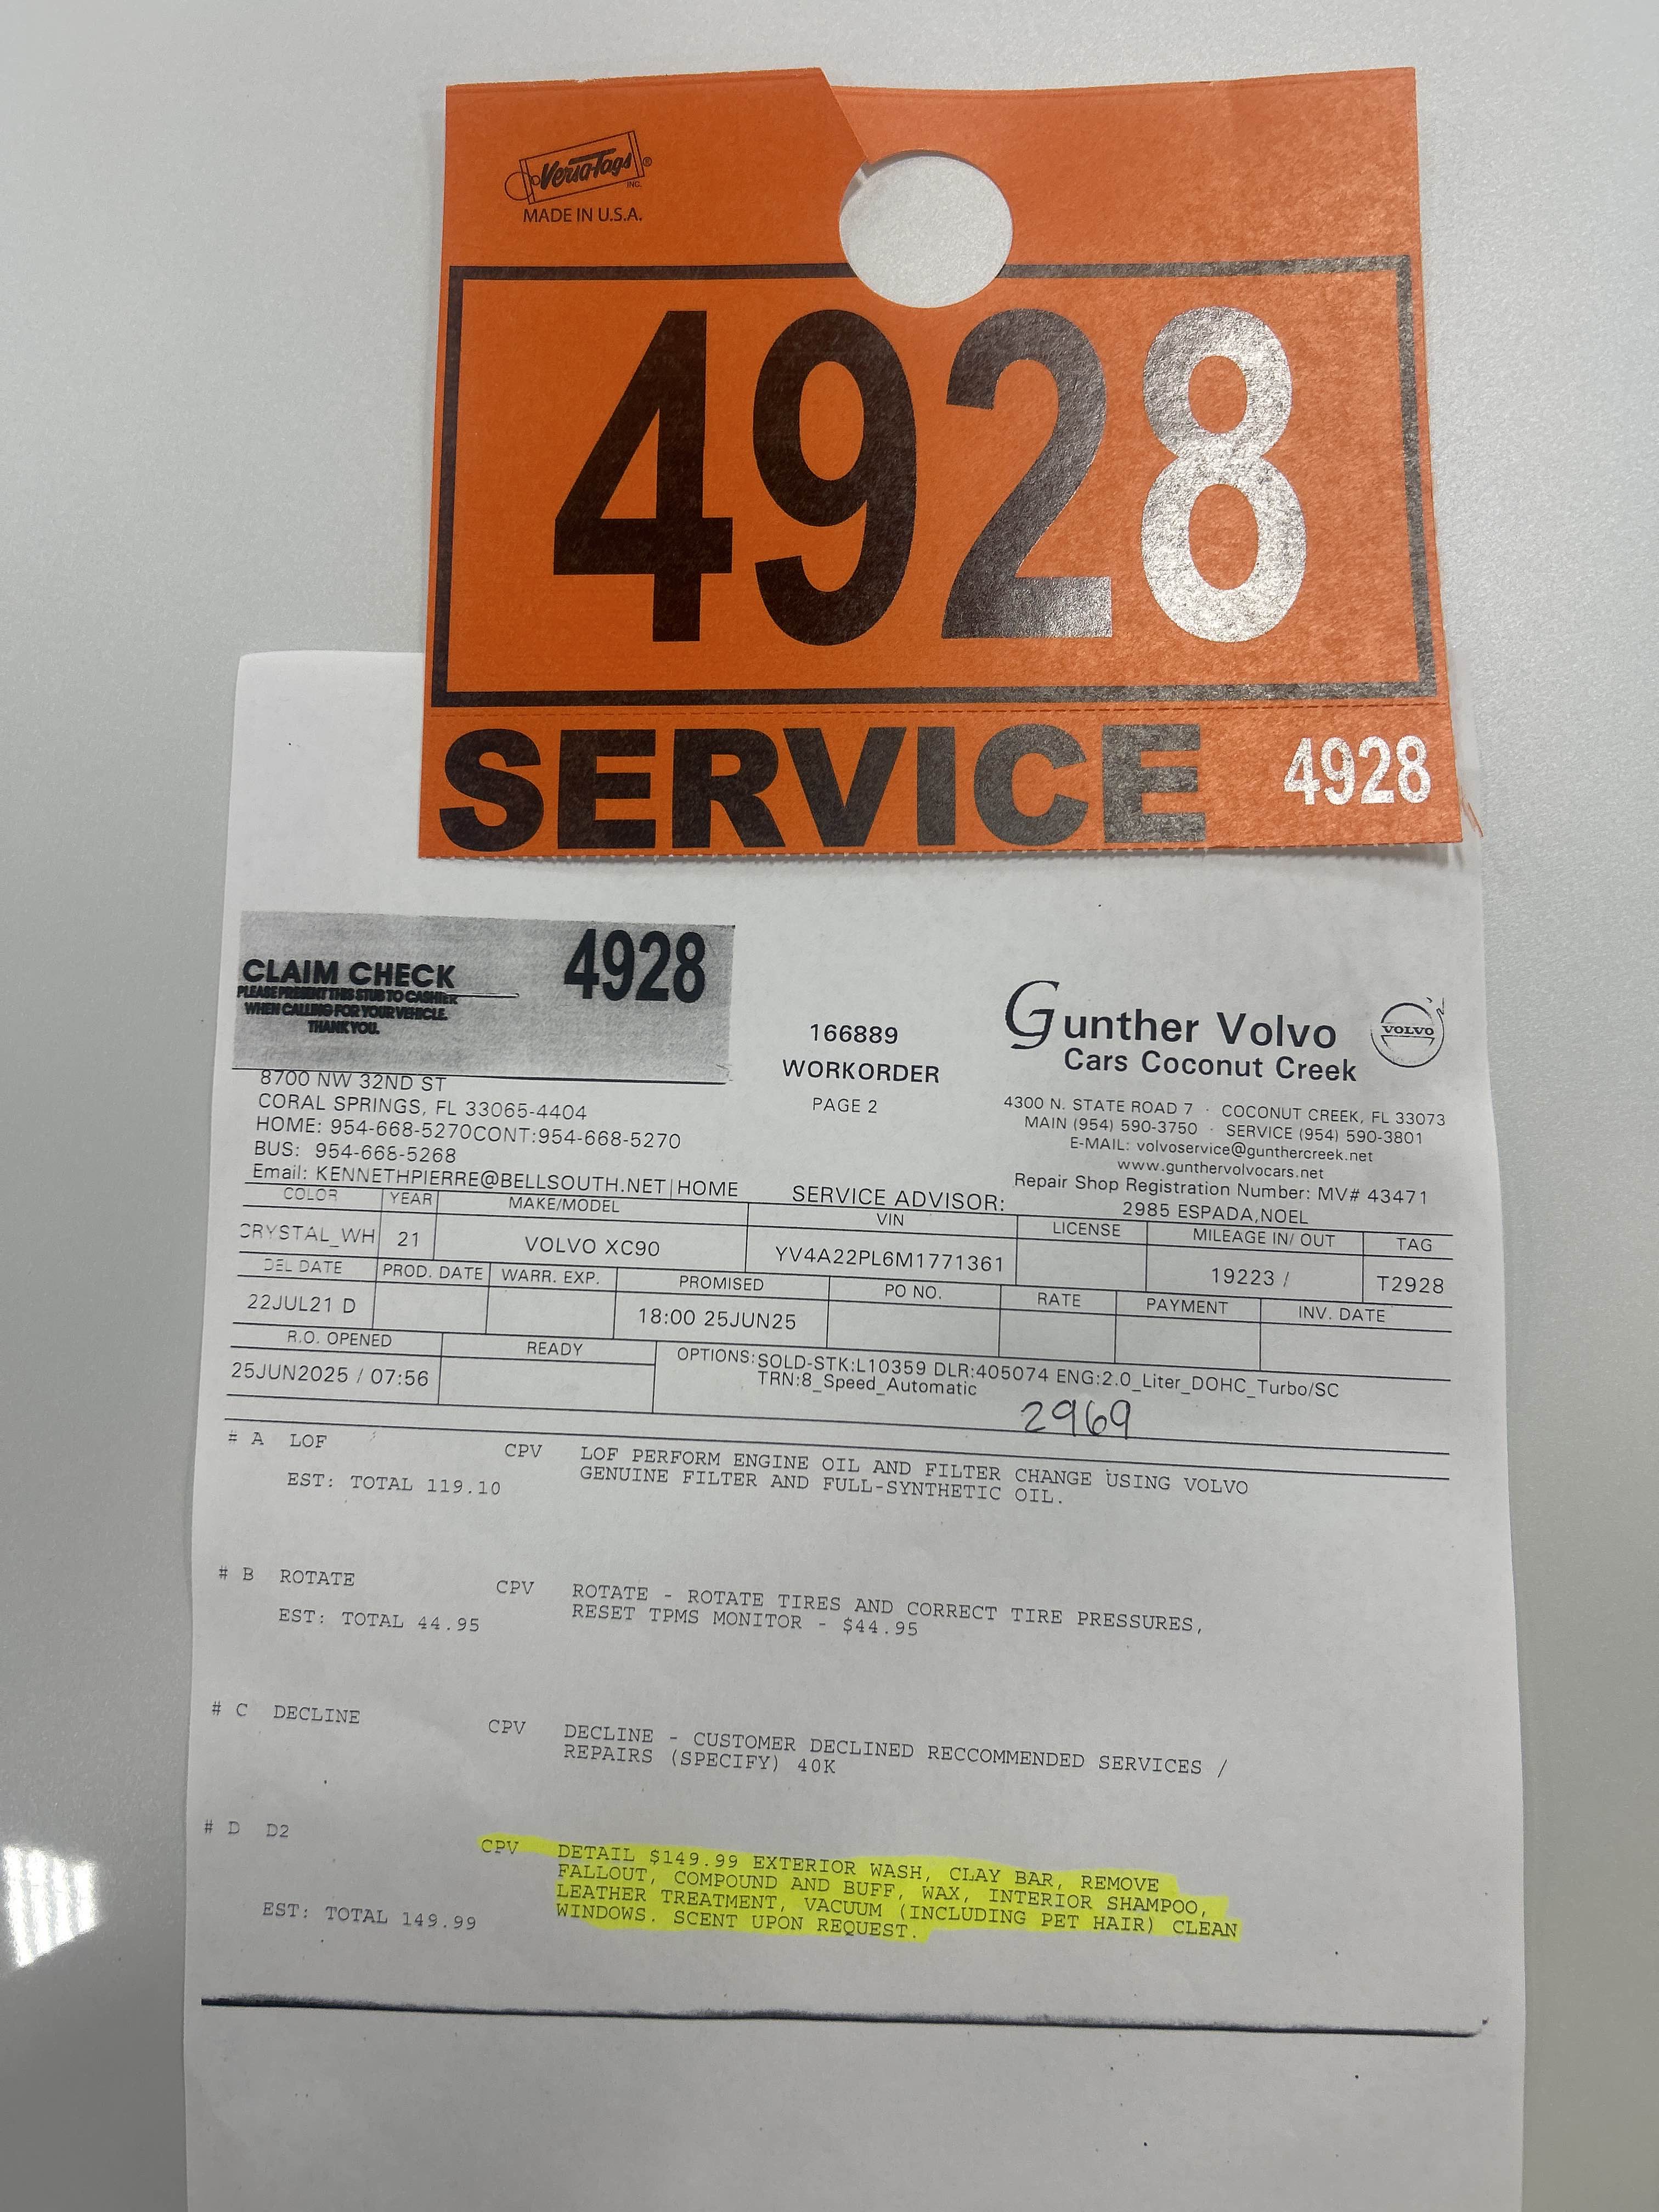 VersaTags®
INC.
MADE IN U.S.A.
4928
SERVICE 4928
CLAIM CHECK 4928
PLEASE PRESENT THIS STUB TO CASHIER
WHEN CALLING FOR YOUR VEHICLE.
THANK YOU.
8700 NW 32ND ST
CORAL SPRINGS, FL 33065-4404
HOME: 954-668-5270CONT:954-668-5270
BUS: 954-668-5268
Email: KENNETHPIERRE@BELLSOUTH.NET|HOME
166889
WORKORDER
PAGE 2
Gunther Volvo
Cars Coconut Creek
VOLVO
4300 N. STATE ROAD 7 · COCONUT CREEK, FL 33073
MAIN (954) 590-3750 · SERVICE (954) 590-3801
E-MAIL: volvoservice@gunthercreek.net
www.gunthervolvocars.net
Repair Shop Registration Number: MV# 43471
SERVICE ADVISOR: 2985 ESPADA,NOEL
COLOR YEAR MAKE/MODEL VIN LICENSE MILEAGE IN/ OUT TAG
CRYSTAL_WH 21 VOLVO XC90 YV4A22PL6M1771361 19223 / T2928
DEL DATE PROD. DATE WARR. EXP. PROMISED PO NO. RATE PAYMENT INV. DATE
22JUL21 D 18:00 25JUN25
R.O. OPENED READY OPTIONS:SOLD-STK:L10359 DLR:405074 ENG:2.0_Liter_DOHC_Turbo/SC
25JUN2025 / 07:56 TRN:8_Speed_Automatic
2969
# A LOF CPV LOF PERFORM ENGINE OIL AND FILTER CHANGE USING VOLVO
GENUINE FILTER AND FULL-SYNTHETIC OIL.
EST: TOTAL 119.10
# B ROTATE CPV ROTATE - ROTATE TIRES AND CORRECT TIRE PRESSURES,
RESET TPMS MONITOR - $44.95
EST: TOTAL 44.95
# C DECLINE CPV DECLINE - CUSTOMER DECLINED RECCOMMENDED SERVICES /
REPAIRS (SPECIFY) 40K
# D D2 CPV DETAIL $149.99 EXTERIOR WASH, CLAY BAR, REMOVE
FALLOUT, COMPOUND AND BUFF, WAX, INTERIOR SHAMPOO,
LEATHER TREATMENT, VACUUM (INCLUDING PET HAIR) CLEAN
WINDOWS. SCENT UPON REQUEST.
EST: TOTAL 149.99